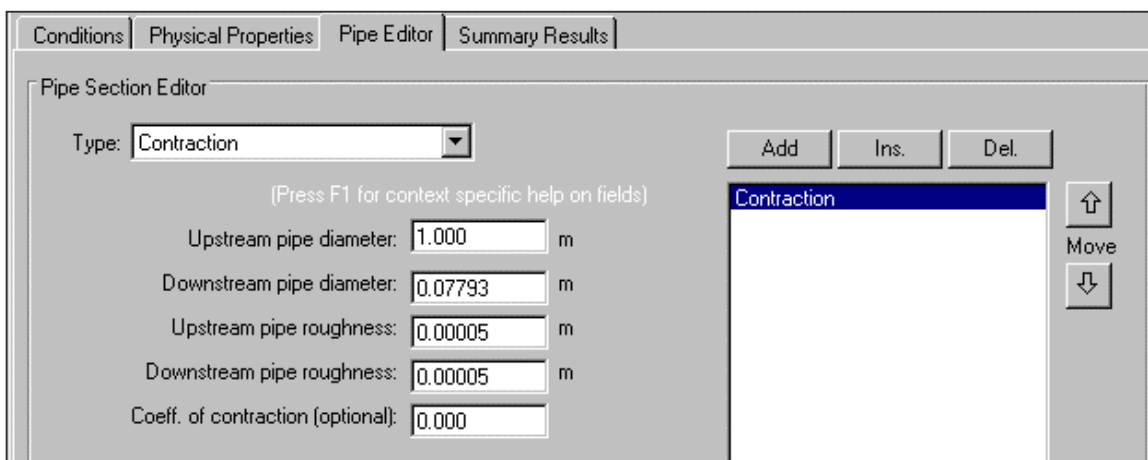 Conditions Physical Properties Pipe Editor Summary Results
Pipe Section Editor
Type: Contraction
Add Ins. Del.
(Press F1 for context specific help on fields)
Contraction
Upstream pipe diameter: 1.000 m
Move
Downstream pipe diameter: 0.07793 m
Upstream pipe roughness: 0.00005 m
Downstream pipe roughness: 0.00005 m
Coeff. of contraction (optional): 0.000